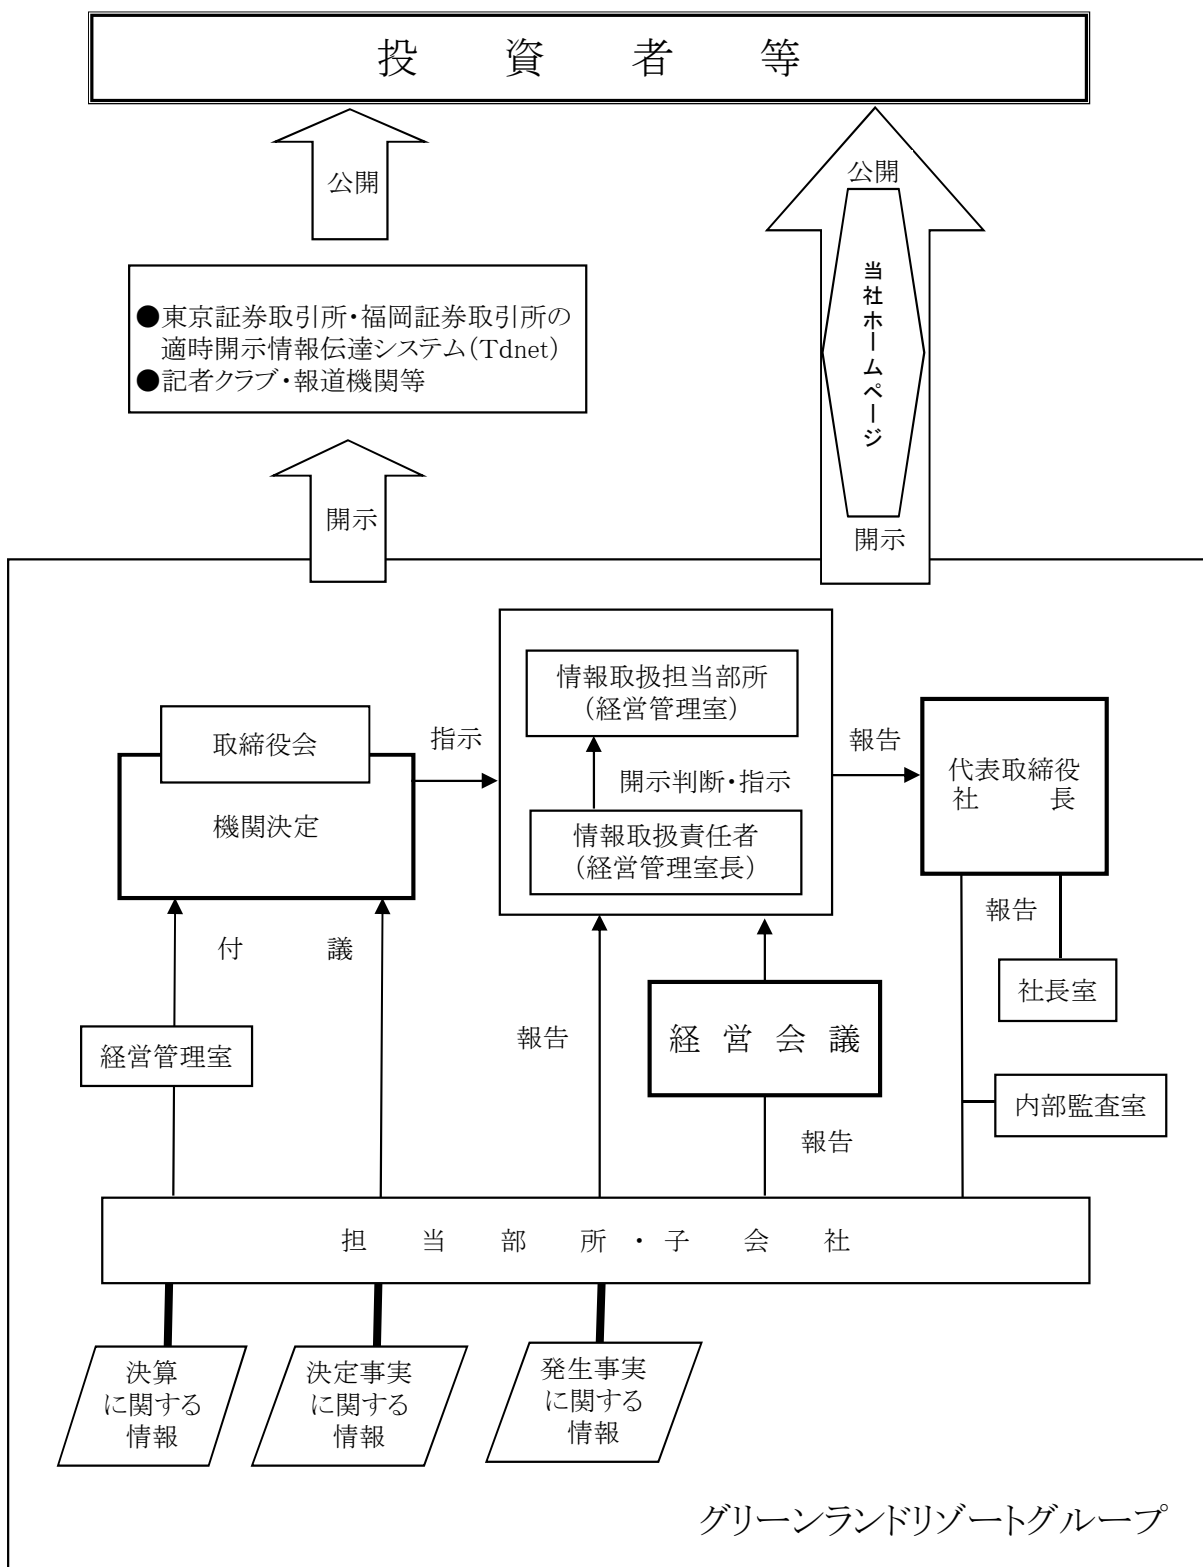 投資者等
公開
公開
当社ホームページ
●東京証券取引所・福岡証券取引所の
適時開示情報伝達システム(Tdnet)
●記者クラブ・報道機関等
開示
開示
情報取扱担当部所
(経営管理室)
取締役会
指示
報告
開示判断・指示
代表取締役
社長
機関決定
情報取扱責任者
(経営管理室長)
報告
付議
社長室
経営管理室
報告
経営会議
内部監査室
報告
担当部所・子会社
決算
に関する
情報
決定事実
に関する
情報
発生事実
に関する
情報
グリーンランドリゾートグループ